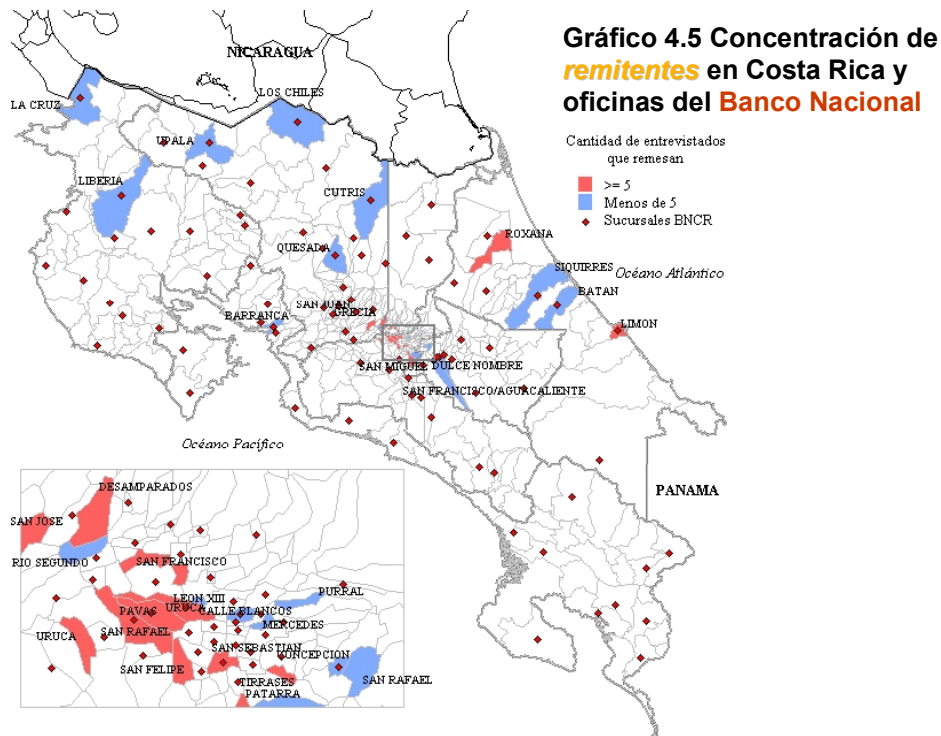 Gráfico 4.5 Concentración de
remitentes en Costa Rica y
oficinas del Banco Nacional
Cantidad de entrevistados
que remesan
>= 5
Menos de 5
Sucursales BNCR
NICARAGUA
LA CRUZ
LOS CHILES
UPALA
LIBERIA
CUTRIS
QUESADA
ROXANA
SIQUIRRES
Océano Atlántico
BATAN
SAN JUAN
GRECIA
BARRANCA
LIMON
SAN MIGUEL
DULCE NOMBRE
SAN FRANCISCO/AGUACALIENTE
Océano Pacífico
PANAMA
DESAMPARADOS
SAN JOSE
RIO SEGUNDO
SAN FRANCISCO
LEON XIII
PURRAL
PAVAS
URUCA
CALLE BLANCOS
MERCEDES
URUCA
SAN RAFAEL
SAN SEBASTIAN
CONCEPCION
SAN FELIPE
SAN RAFAEL
TIRRASES
PATARRA